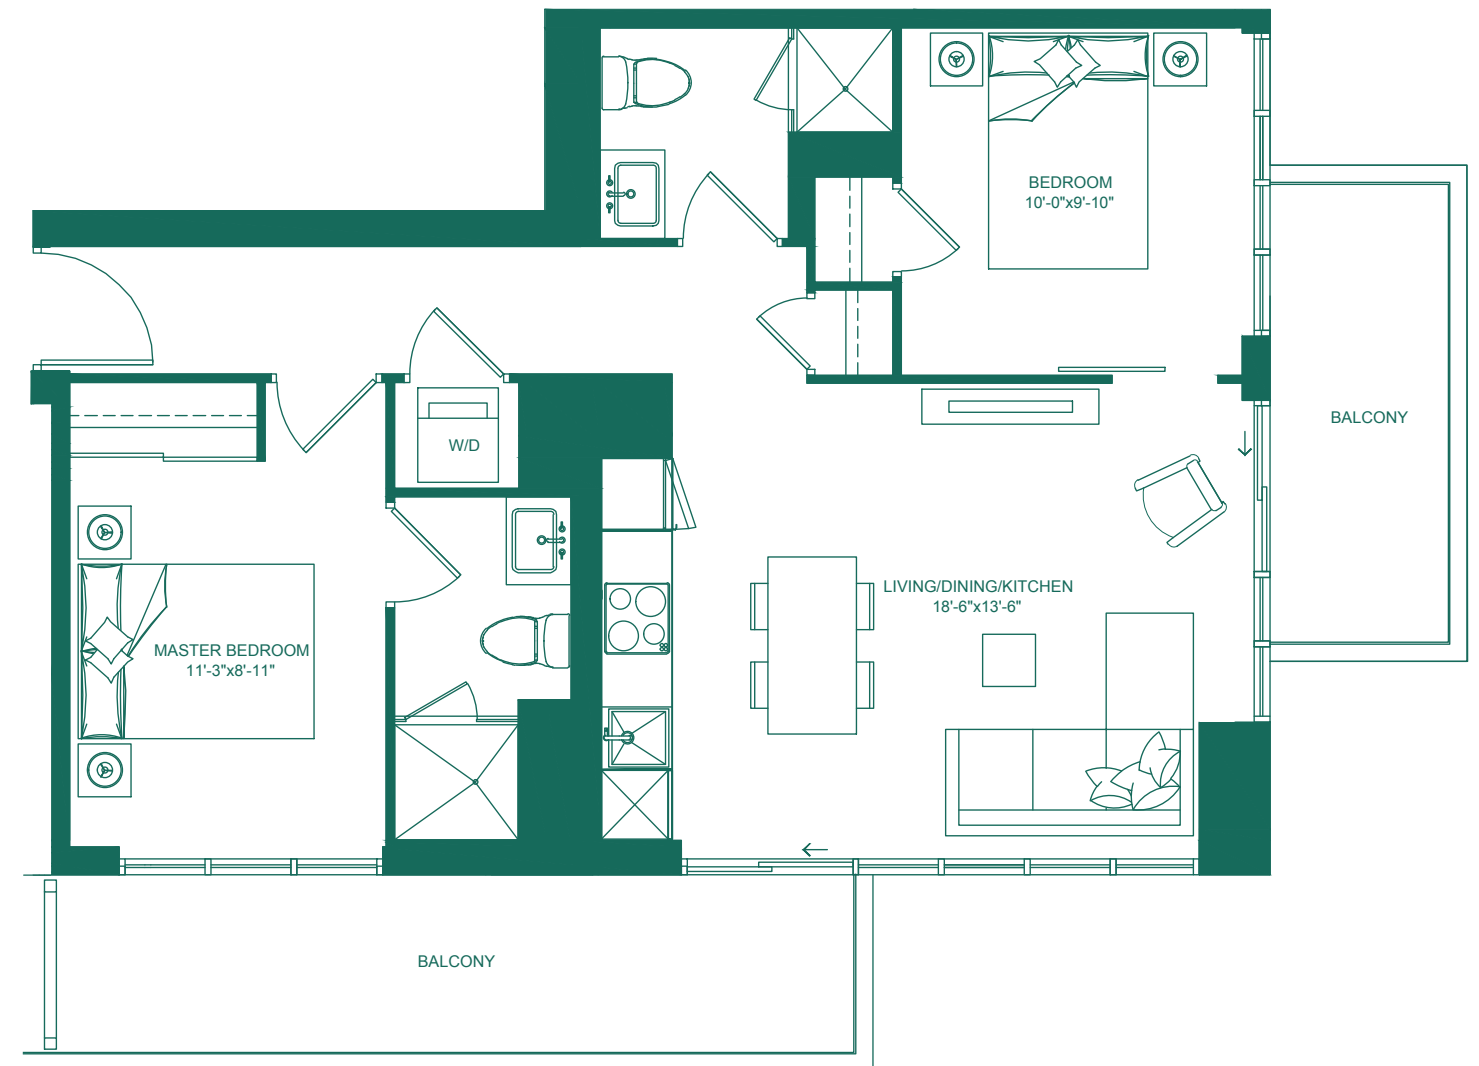 BEDROOM
10'-0"x9'-10"
BALCONY
W/D
LIVING/DINING/KITCHEN
18'-6"x13'-6"
MASTER BEDROOM
11'-3"x8'-11"
BALCONY